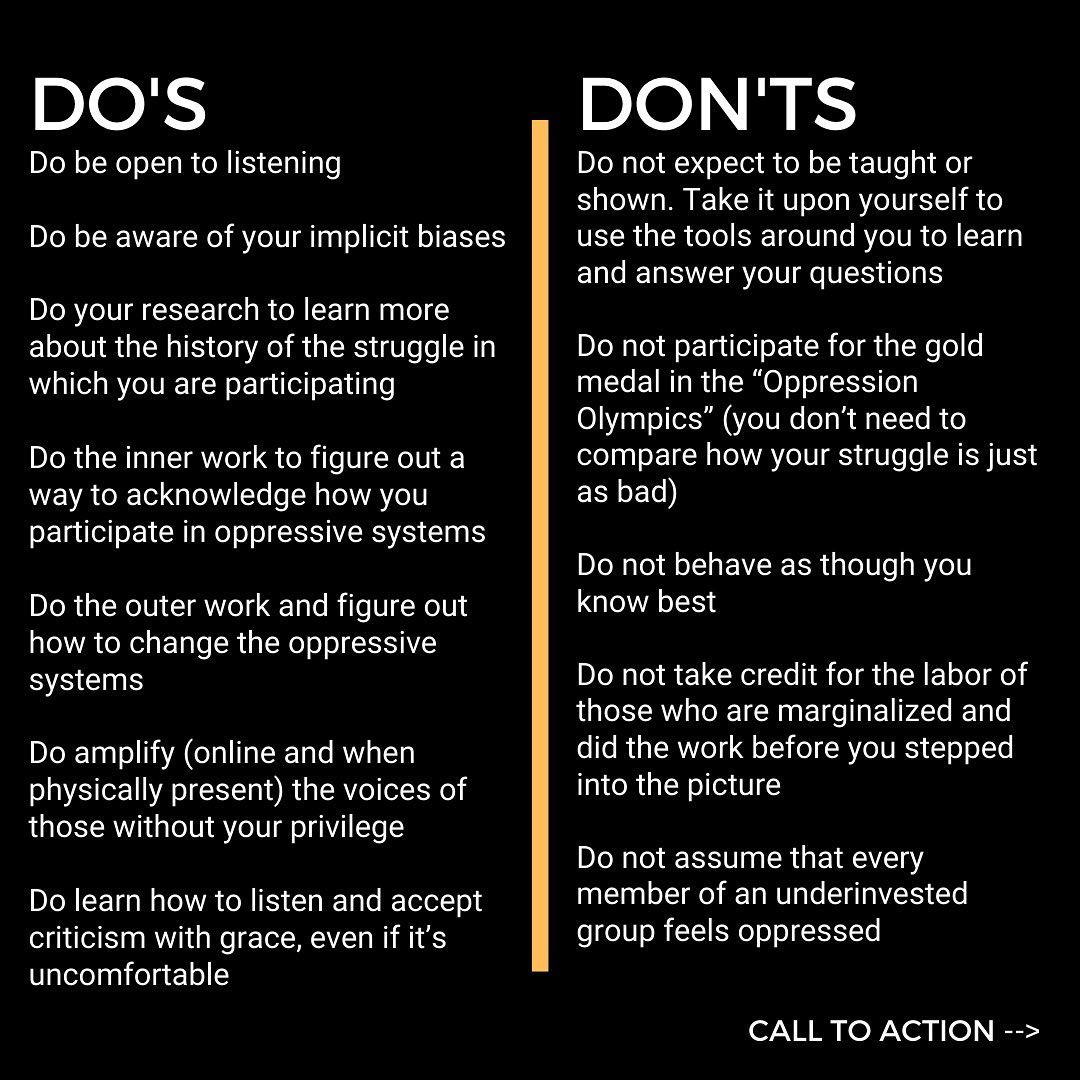 DO'S
Do be open to listening
Do be aware of your implicit biases
Do your research to learn more
about the history of the struggle in
which you are participating
Do the inner work to figure out a
way to acknowledge how you
participate in oppressive systems
Do the outer work and figure out
how to change the oppressive
systems
Do amplify (online and when
physically present) the voices of
those without your privilege
Do learn how to listen and accept
criticism with grace, even if it’s
uncomfortable
DON'TS
Do not expect to be taught or
shown. Take it upon yourself to
use the tools around you to learn
and answer your questions
Do not participate for the gold
medal in the “Oppression
Olympics” (you don’t need to
compare how your struggle is just
as bad)
Do not behave as though you
know best
Do not take credit for the labor of
those who are marginalized and
did the work before you stepped
into the picture
Do not assume that every
member of an underinvested
group feels oppressed
CALL TO ACTION -->